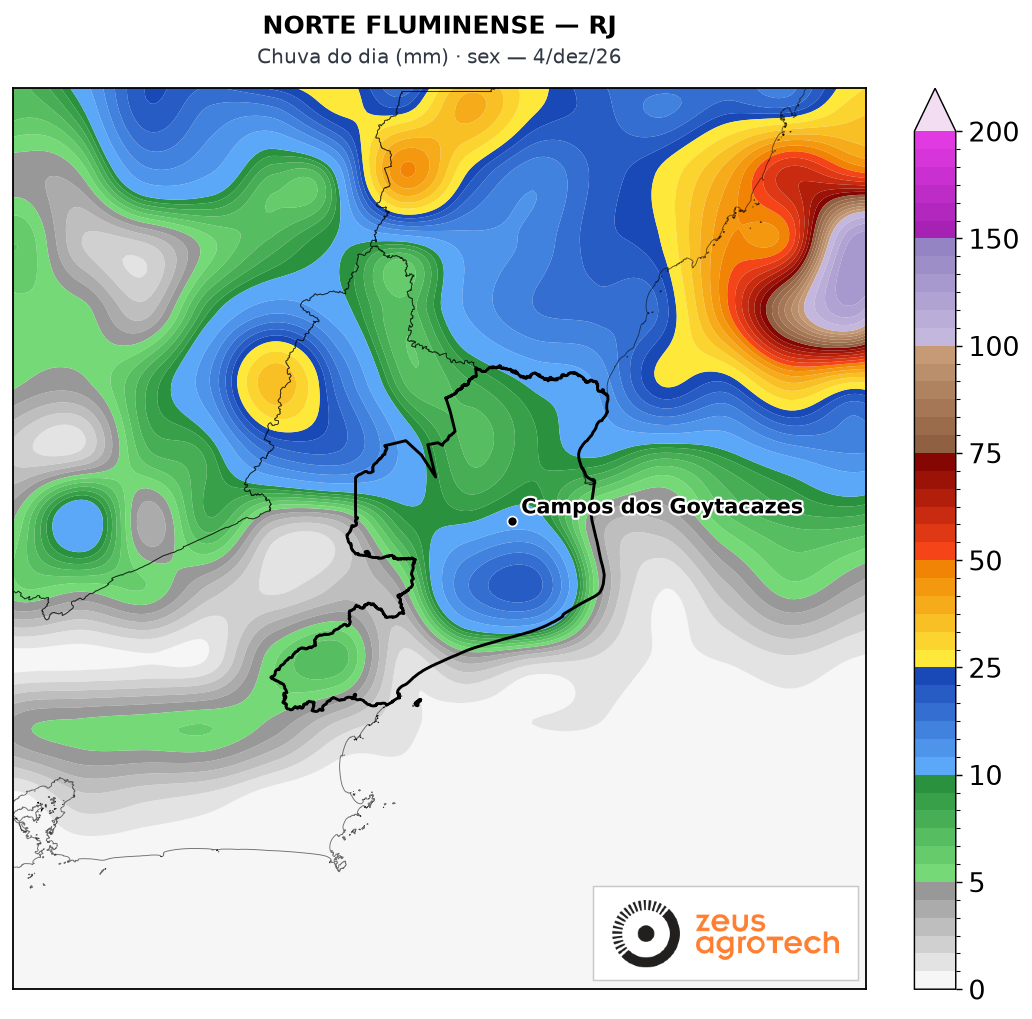 NORTE FLUMINENSE — RJ
Chuva do dia (mm) · sex — 4/dez/26
200
150
100
75
50
25
10
5
0
Campos dos Goytacazes
zeus
agroTech